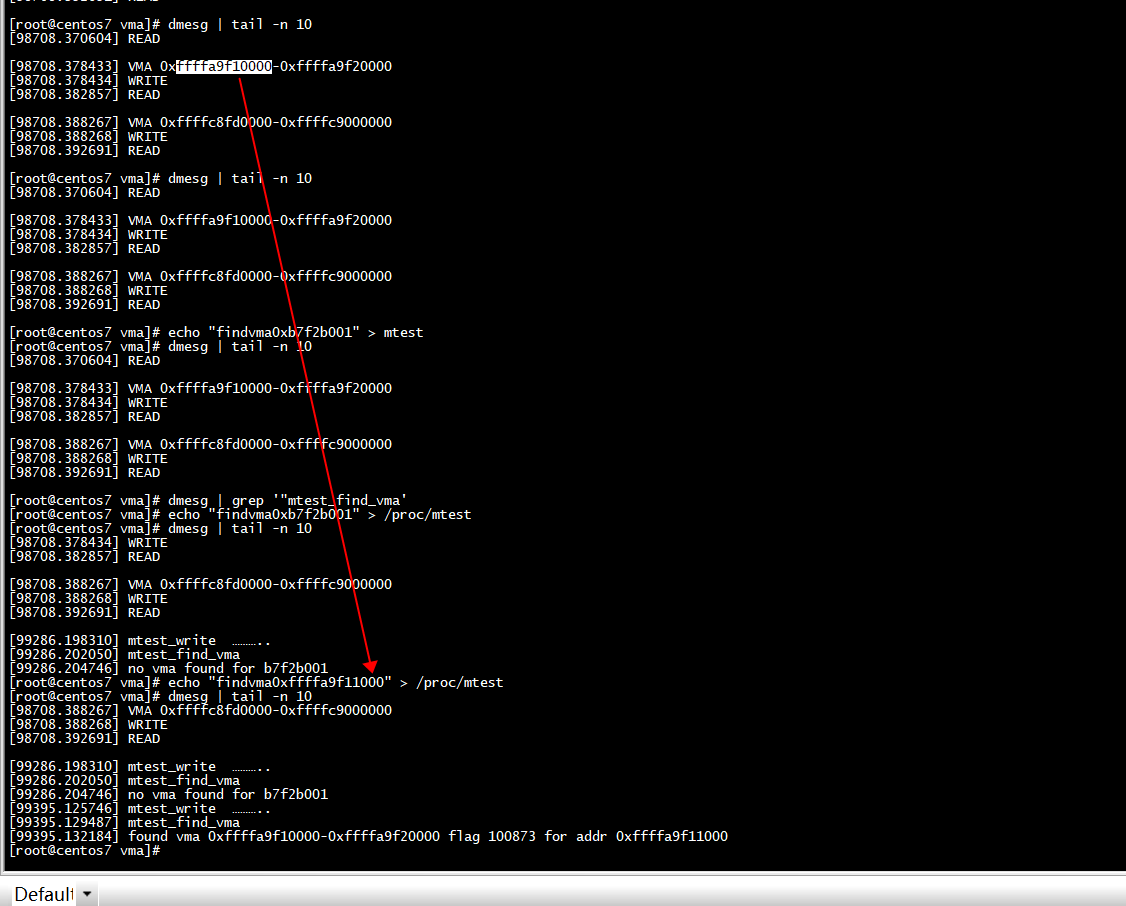 [root@centos7 vma]# dmesg | tail -n 10
[98708.370604] READ
[98708.378433] VMA 0xffffa9f10000-0xffffa9f20000
[98708.378434] WRITE
[98708.382857] READ
[98708.388267] VMA 0xffffc8fd0000-0xffffc9000000
[98708.388268] WRITE
[98708.392691] READ
[root@centos7 vma]# dmesg | tail -n 10
[98708.370604] READ
[98708.378433] VMA 0xffffa9f10000-0xffffa9f20000
[98708.378434] WRITE
[98708.382857] READ
[98708.388267] VMA 0xffffc8fd0000-0xffffc9000000
[98708.388268] WRITE
[98708.392691] READ
[root@centos7 vma]# echo "findvma0xb7f2b001" > mtest
[root@centos7 vma]# dmesg | tail -n 10
[98708.370604] READ
[98708.378433] VMA 0xffffa9f10000-0xffffa9f20000
[98708.378434] WRITE
[98708.382857] READ
[98708.388267] VMA 0xffffc8fd0000-0xffffc9000000
[98708.388268] WRITE
[98708.392691] READ
[root@centos7 vma]# dmesg | grep '"mtest_find_vma'
[root@centos7 vma]# echo "findvma0xb7f2b001" > /proc/mtest
[root@centos7 vma]# dmesg | tail -n 10
[98708.378434] WRITE
[98708.382857] READ
[98708.388267] VMA 0xffffc8fd0000-0xffffc9000000
[98708.388268] WRITE
[98708.392691] READ
[99286.198310] mtest_write  ………..
[99286.202050] mtest_find_vma
[99286.204746] no vma found for b7f2b001
[root@centos7 vma]# echo "findvma0xffffa9f11000" > /proc/mtest
[root@centos7 vma]# dmesg | tail -n 10
[98708.388267] VMA 0xffffc8fd0000-0xffffc9000000
[98708.388268] WRITE
[98708.392691] READ
[99286.198310] mtest_write  ………..
[99286.202050] mtest_find_vma
[99286.204746] no vma found for b7f2b001
[99395.125746] mtest_write  ………..
[99395.129487] mtest_find_vma
[99395.132184] found vma 0xffffa9f10000-0xffffa9f20000 flag 100873 for addr 0xffffa9f11000
[root@centos7 vma]#
Default